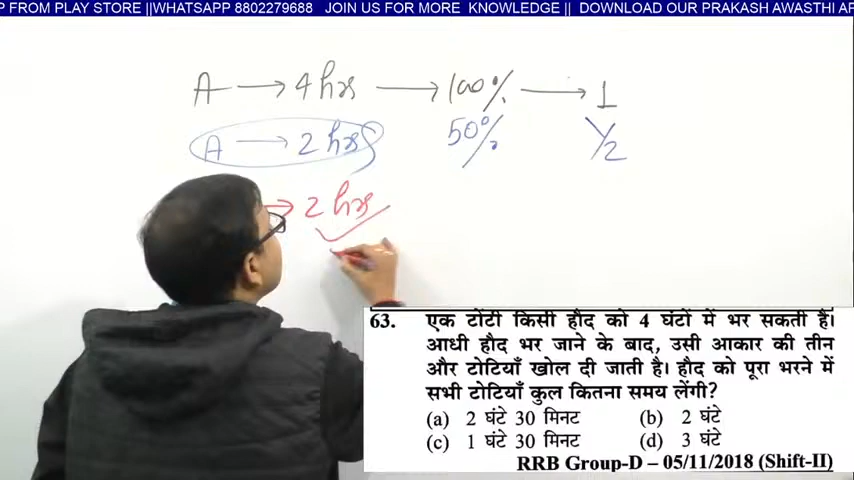 P FROM PLAY STORE ||WHATSAPP 8802279688 JOIN US FOR MORE KNOWLEDGE || DOWNLOAD OUR PRAKASH AWASTHI AP
A → 4 hrs → 100% → 1
A → 2 hrs 50% 1/2
→ 2 hrs
63. एक टोंटी किसी हौद को 4 घंटों में भर सकती है।
आधी हौद भर जाने के बाद, उसी आकार की तीन
और टोटियाँ खोल दी जाती है। हौद को पूरा भरने में
सभी टोटियाँ कुल कितना समय लेंगी?
(a) 2 घंटे 30 मिनट (b) 2 घंटे
(c) 1 घंटे 30 मिनट (d) 3 घंटे
RRB Group-D – 05/11/2018 (Shift-II)